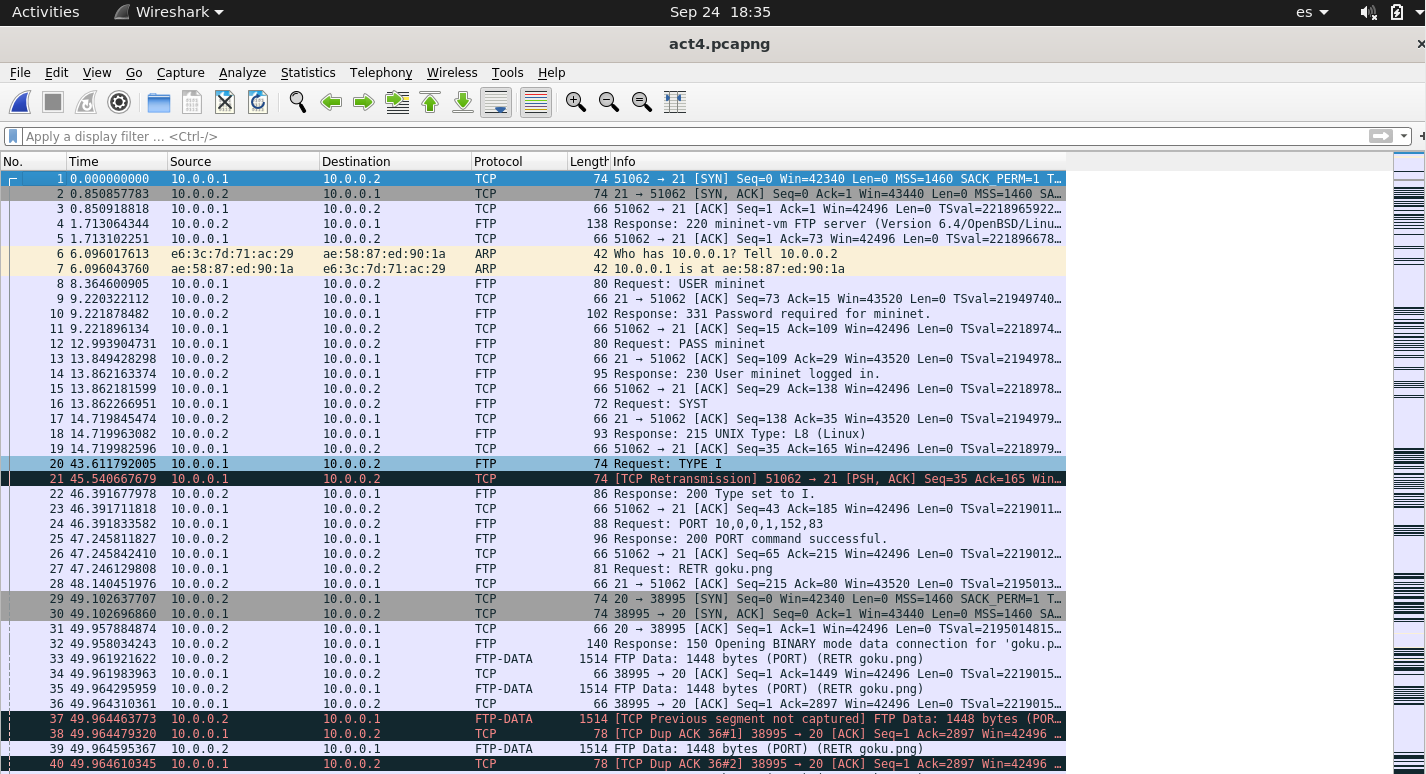 Activities Wireshark Sep 24 18:35 es
act4.pcapng
File Edit View Go Capture Analyze Statistics Telephony Wireless Tools Help
Apply a display filter ... <Ctrl-/>
No. Time Source Destination Protocol Length Info
1 0.000000000 10.0.0.1 10.0.0.2 TCP 74 51062 → 21 [SYN] Seq=0 Win=42340 Len=0 MSS=1460 SACK_PERM=1 T…
2 0.850857783 10.0.0.2 10.0.0.1 TCP 74 21 → 51062 [SYN, ACK] Seq=0 Ack=1 Win=43440 Len=0 MSS=1460 SA…
3 0.850918818 10.0.0.1 10.0.0.2 TCP 66 51062 → 21 [ACK] Seq=1 Ack=1 Win=42496 Len=0 TSval=2218965922…
4 1.713064344 10.0.0.2 10.0.0.1 FTP 138 Response: 220 mininet-vm FTP server (Version 6.4/OpenBSD/Linu…
5 1.713102251 10.0.0.1 10.0.0.2 TCP 66 51062 → 21 [ACK] Seq=1 Ack=73 Win=42496 Len=0 TSval=221896678…
6 6.096017613 e6:3c:7d:71:ac:29 ae:58:87:ed:90:1a ARP 42 Who has 10.0.0.1? Tell 10.0.0.2
7 6.096043760 ae:58:87:ed:90:1a e6:3c:7d:71:ac:29 ARP 42 10.0.0.1 is at ae:58:87:ed:90:1a
8 8.364600905 10.0.0.1 10.0.0.2 FTP 80 Request: USER mininet
9 9.220322112 10.0.0.2 10.0.0.1 TCP 66 21 → 51062 [ACK] Seq=73 Ack=15 Win=43520 Len=0 TSval=21949740…
10 9.221878482 10.0.0.2 10.0.0.1 FTP 102 Response: 331 Password required for mininet.
11 9.221896134 10.0.0.1 10.0.0.2 TCP 66 51062 → 21 [ACK] Seq=15 Ack=109 Win=42496 Len=0 TSval=2218974…
12 12.993904731 10.0.0.1 10.0.0.2 FTP 80 Request: PASS mininet
13 13.849428298 10.0.0.2 10.0.0.1 TCP 66 21 → 51062 [ACK] Seq=109 Ack=29 Win=43520 Len=0 TSval=2194978…
14 13.862163374 10.0.0.2 10.0.0.1 FTP 95 Response: 230 User mininet logged in.
15 13.862181599 10.0.0.1 10.0.0.2 TCP 66 51062 → 21 [ACK] Seq=29 Ack=138 Win=42496 Len=0 TSval=2218978…
16 13.862266951 10.0.0.1 10.0.0.2 FTP 72 Request: SYST
17 14.719845474 10.0.0.2 10.0.0.1 TCP 66 21 → 51062 [ACK] Seq=138 Ack=35 Win=43520 Len=0 TSval=2194979…
18 14.719963082 10.0.0.2 10.0.0.1 FTP 93 Response: 215 UNIX Type: L8 (Linux)
19 14.719982596 10.0.0.1 10.0.0.2 TCP 66 51062 → 21 [ACK] Seq=35 Ack=165 Win=42496 Len=0 TSval=2218979…
20 43.611792005 10.0.0.1 10.0.0.2 FTP 74 Request: TYPE I
21 45.540667679 10.0.0.1 10.0.0.2 TCP 74 [TCP Retransmission] 51062 → 21 [PSH, ACK] Seq=35 Ack=165 Win…
22 46.391677978 10.0.0.2 10.0.0.1 FTP 86 Response: 200 Type set to I.
23 46.391711818 10.0.0.1 10.0.0.2 TCP 66 51062 → 21 [ACK] Seq=43 Ack=185 Win=42496 Len=0 TSval=2219011…
24 46.391833582 10.0.0.1 10.0.0.2 FTP 88 Request: PORT 10,0,0,1,152,83
25 47.245811827 10.0.0.2 10.0.0.1 FTP 96 Response: 200 PORT command successful.
26 47.245842410 10.0.0.1 10.0.0.2 TCP 66 51062 → 21 [ACK] Seq=65 Ack=215 Win=42496 Len=0 TSval=2219012…
27 47.246129808 10.0.0.1 10.0.0.2 FTP 81 Request: RETR goku.png
28 48.140451976 10.0.0.2 10.0.0.1 TCP 66 21 → 51062 [ACK] Seq=215 Ack=80 Win=43520 Len=0 TSval=2195013…
29 49.102637707 10.0.0.2 10.0.0.1 TCP 74 20 → 38995 [SYN] Seq=0 Win=42340 Len=0 MSS=1460 SACK_PERM=1 T…
30 49.102696860 10.0.0.1 10.0.0.2 TCP 74 38995 → 20 [SYN, ACK] Seq=0 Ack=1 Win=43440 Len=0 MSS=1460 SA…
31 49.957884874 10.0.0.2 10.0.0.1 TCP 66 20 → 38995 [ACK] Seq=1 Ack=1 Win=42496 Len=0 TSval=2195014815…
32 49.958034243 10.0.0.2 10.0.0.1 FTP 140 Response: 150 Opening BINARY mode data connection for 'goku.p…
33 49.961921622 10.0.0.2 10.0.0.1 FTP-DATA 1514 FTP Data: 1448 bytes (PORT) (RETR goku.png)
34 49.961983963 10.0.0.1 10.0.0.2 TCP 66 38995 → 20 [ACK] Seq=1 Ack=1449 Win=42496 Len=0 TSval=2219015…
35 49.964295959 10.0.0.2 10.0.0.1 FTP-DATA 1514 FTP Data: 1448 bytes (PORT) (RETR goku.png)
36 49.964310361 10.0.0.1 10.0.0.2 TCP 66 38995 → 20 [ACK] Seq=1 Ack=2897 Win=42496 Len=0 TSval=2219015…
37 49.964463773 10.0.0.2 10.0.0.1 FTP-DATA 1514 [TCP Previous segment not captured] FTP Data: 1448 bytes (POR…
38 49.964479320 10.0.0.1 10.0.0.2 TCP 78 [TCP Dup ACK 36#1] 38995 → 20 [ACK] Seq=1 Ack=2897 Win=42496 …
39 49.964595367 10.0.0.2 10.0.0.1 FTP-DATA 1514 FTP Data: 1448 bytes (PORT) (RETR goku.png)
40 49.964610345 10.0.0.1 10.0.0.2 TCP 78 [TCP Dup ACK 36#2] 38995 → 20 [ACK] Seq=1 Ack=2897 Win=42496 …